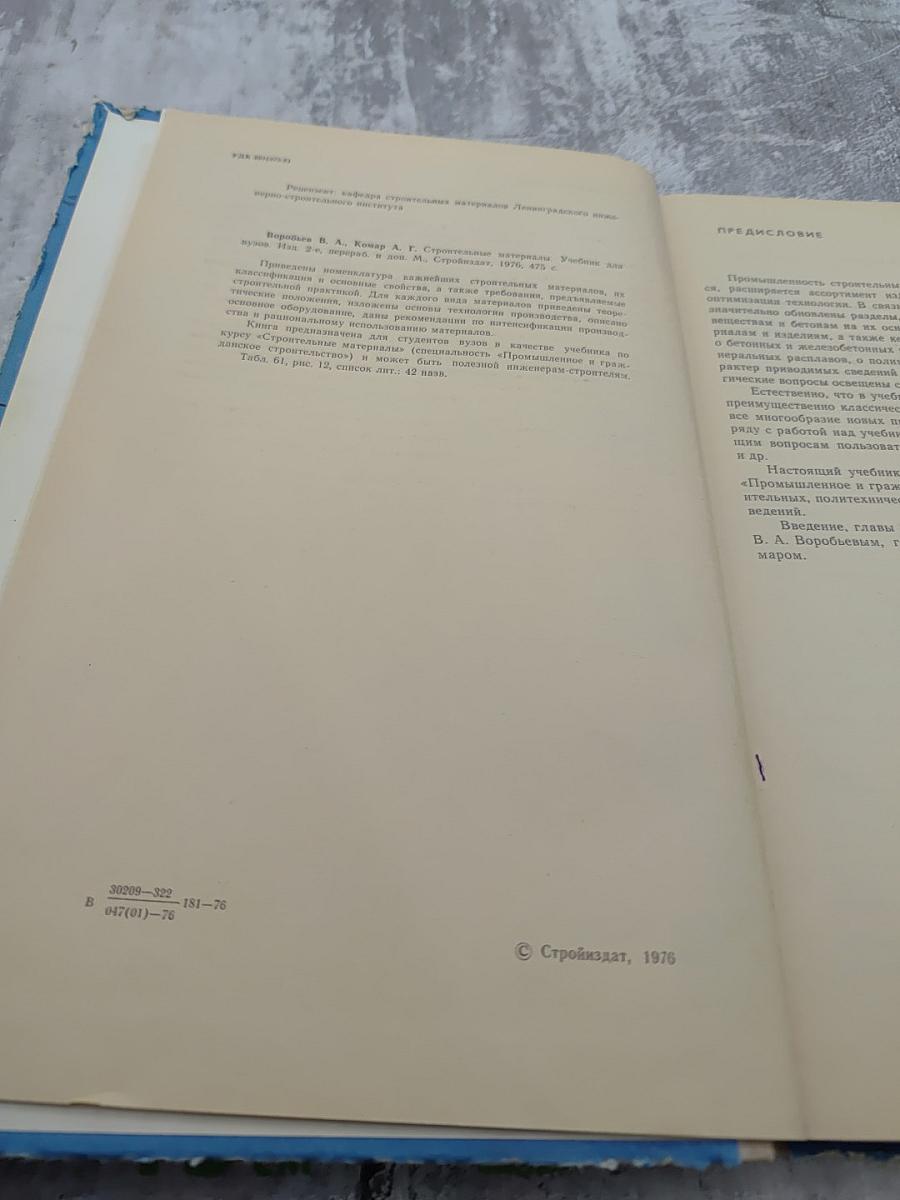 УДК 691(075.8)
Рецензент: кафедра строительных материалов Ленинградского инже-
нерно-строительного института
Воробьев В. А., Комар А. Г. Строительные материалы. Учебник для
вузов. Изд. 2-е, перераб. и доп. М., Стройиздат, 1976, 475 с.
Приведены номенклатура важнейших строительных материалов, их
классификация и основные свойства, а также требования, предъявляемые
строительной практикой. Для каждого вида материалов приведены теоре-
тические положения, изложены основы технологии производства, описано
основное оборудование, даны рекомендации по интенсификации производ-
ства и рациональному использованию материалов.
Книга предназначена для студентов вузов в качестве учебника по
курсу «Строительные материалы» (специальность «Промышленное и граж-
данское строительство») и может быть полезной инженерам-строителям.
Табл. 61, рис. 12, список лит.: 42 назв.
В 30209—322 181—76
047(01)—76
© Стройиздат, 1976
ПРЕДИСЛОВИЕ
Промышленность строительны
ся, расширяется ассортимент изд
оптимизация технологии. В связи
значительно обновлены разделы,
веществам и бетонам на их осн
риалам и изделиям, а также ке
о бетонных и железобетонных
неральных расплавов, о поли
рактер приводимых сведений
гические вопросы освещены с
Естественно, что в учеб
преимущественно классичес
все многообразие новых п
ряду с работой над учебни
щим вопросам пользоват
и др.
Настоящий учебник
«Промышленное и граж
ительных, политехниче
ведений.
Введение, главы
В. А. Воробьевым, г
маром.